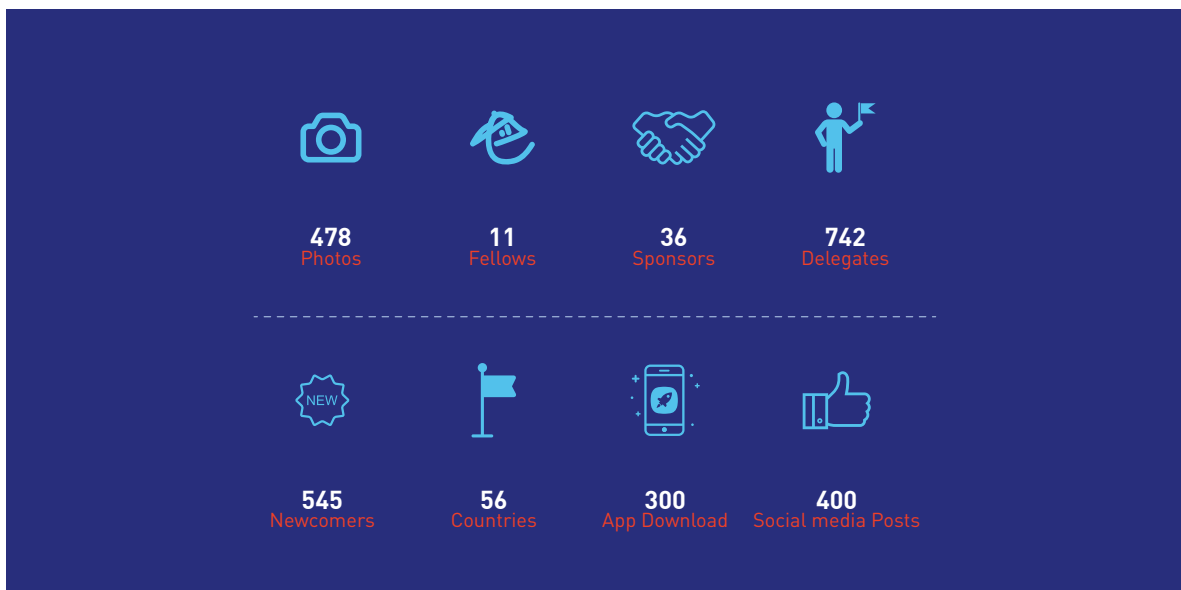 478
Photos
11
Fellows
36
Sponsors
742
Delegates
NEW
545
Newcomers
56
Countries
300
App Download
400
Social media Posts